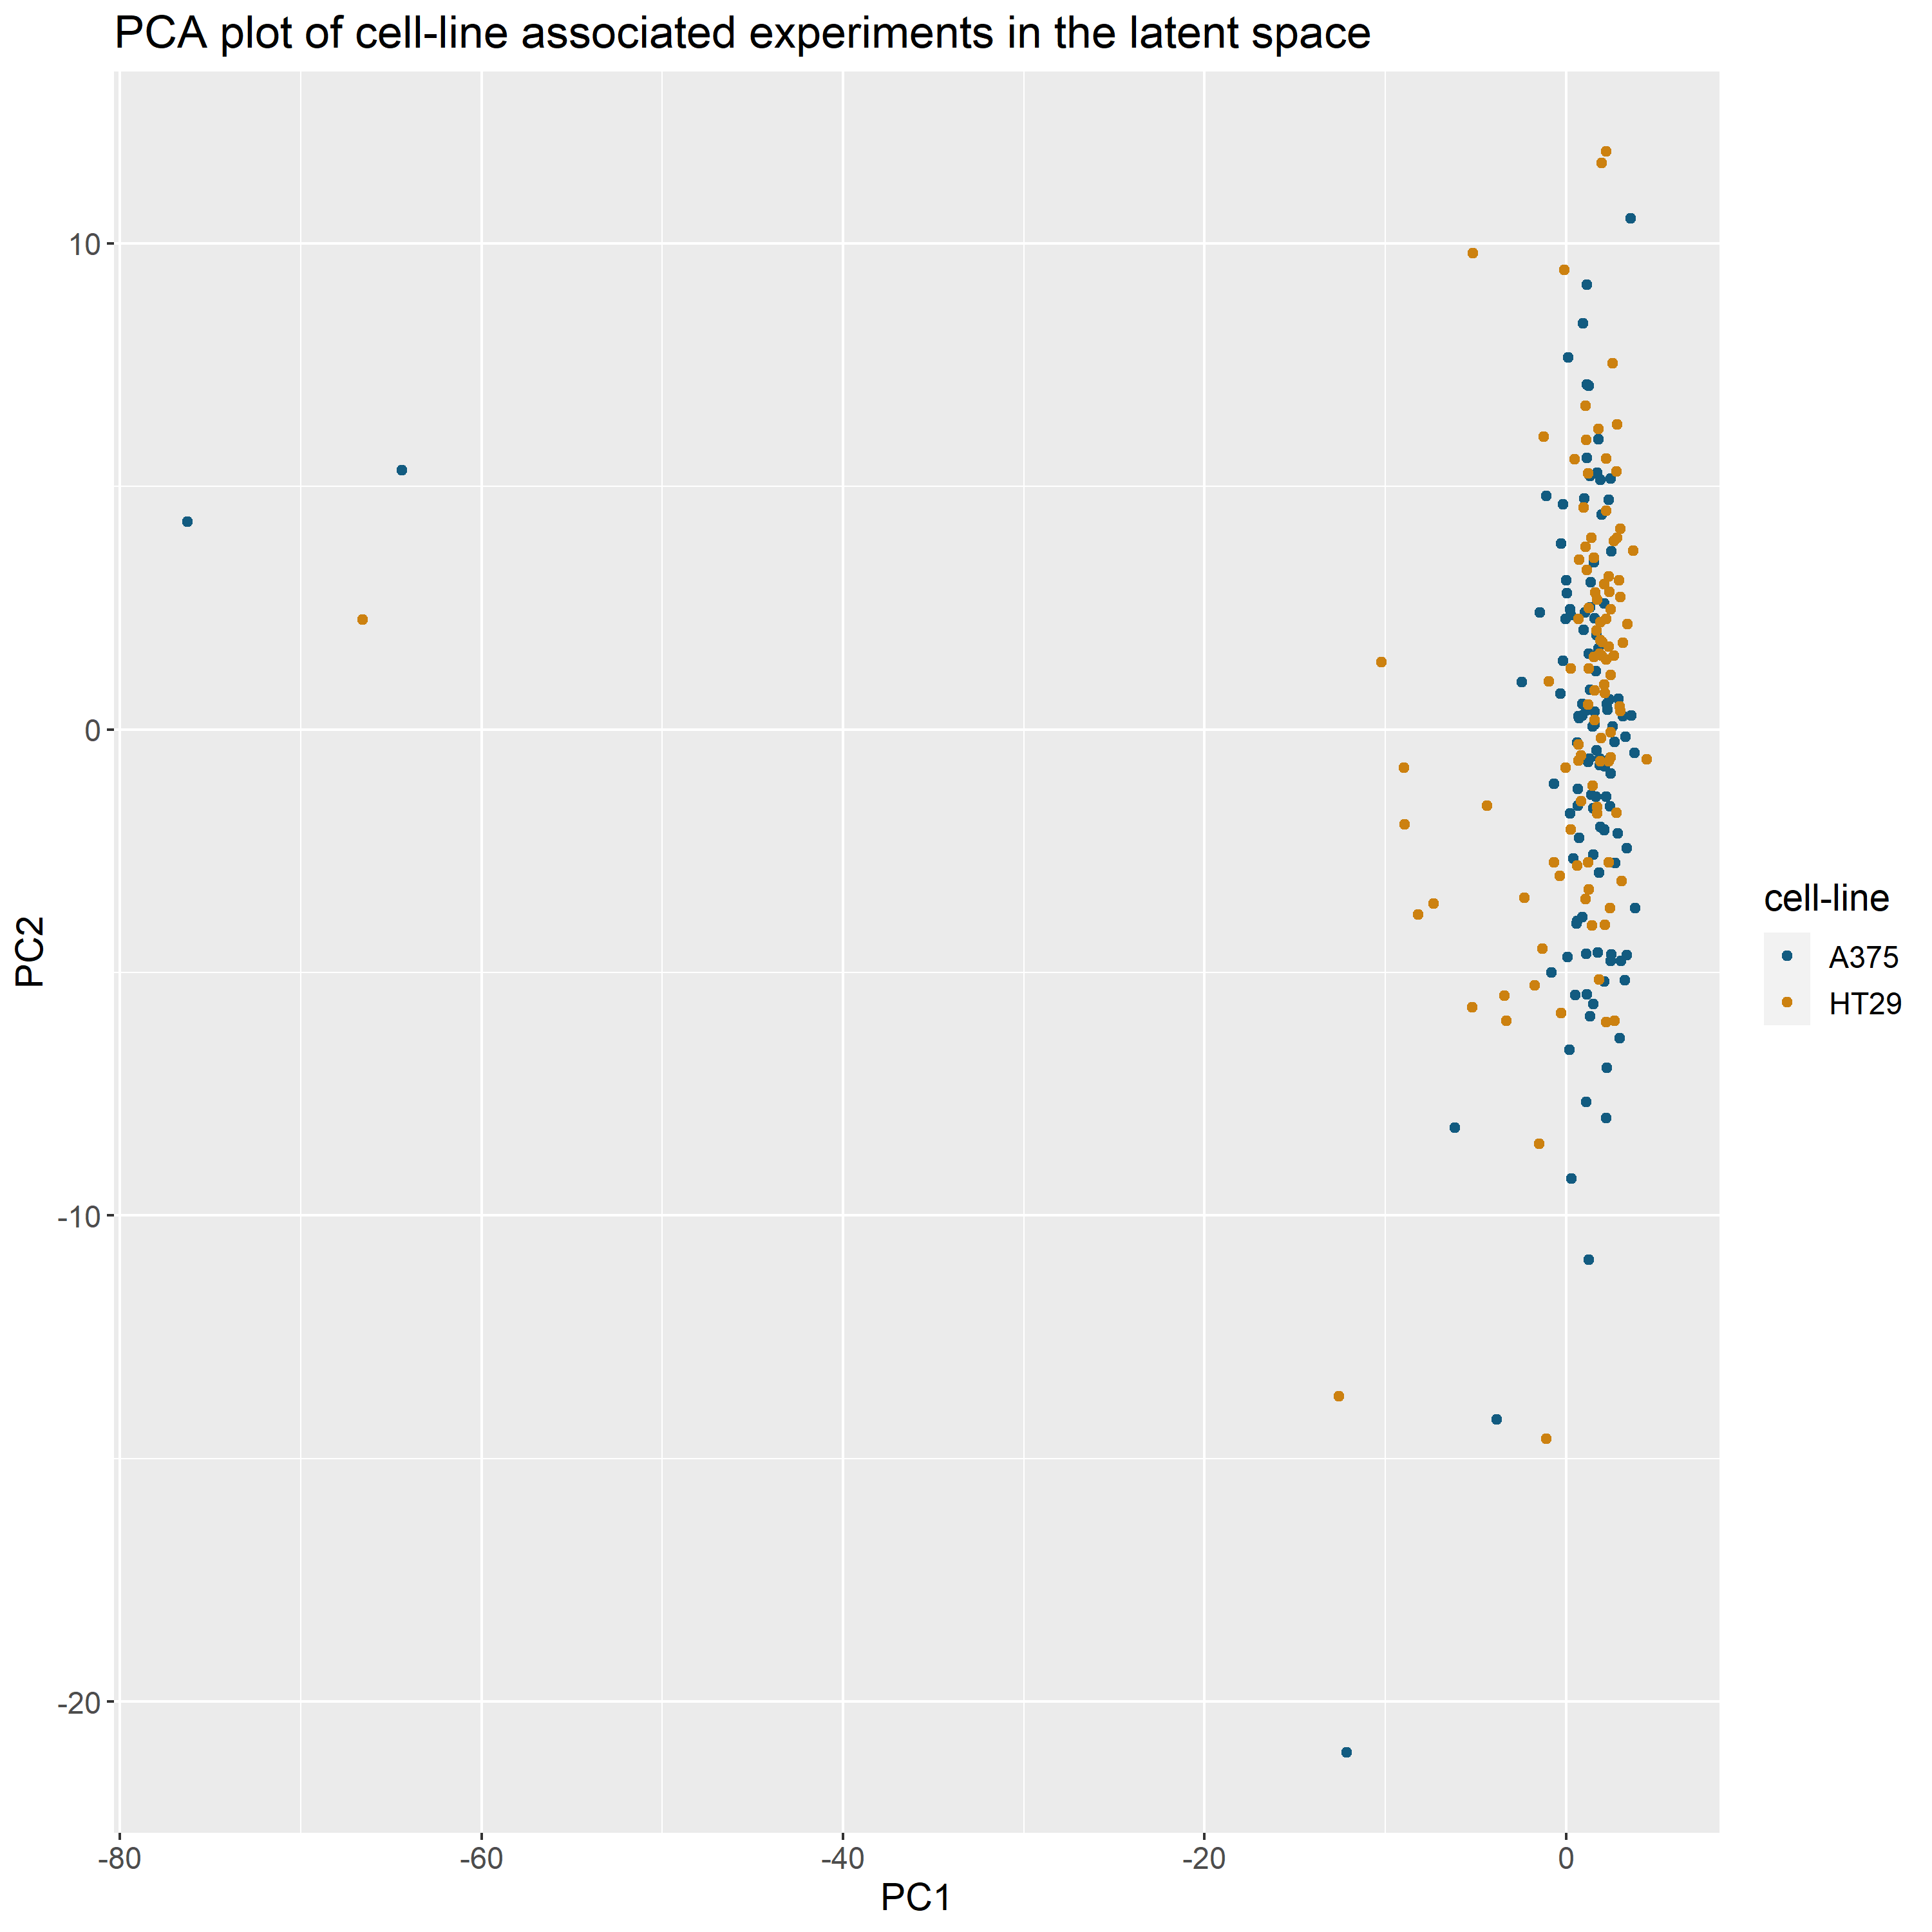 PCA plot of cell-line associated experiments in the latent space
10
0
-10
-20
PC2
-80
-60
-40
-20
0
PC1
cell-line
A375
HT29